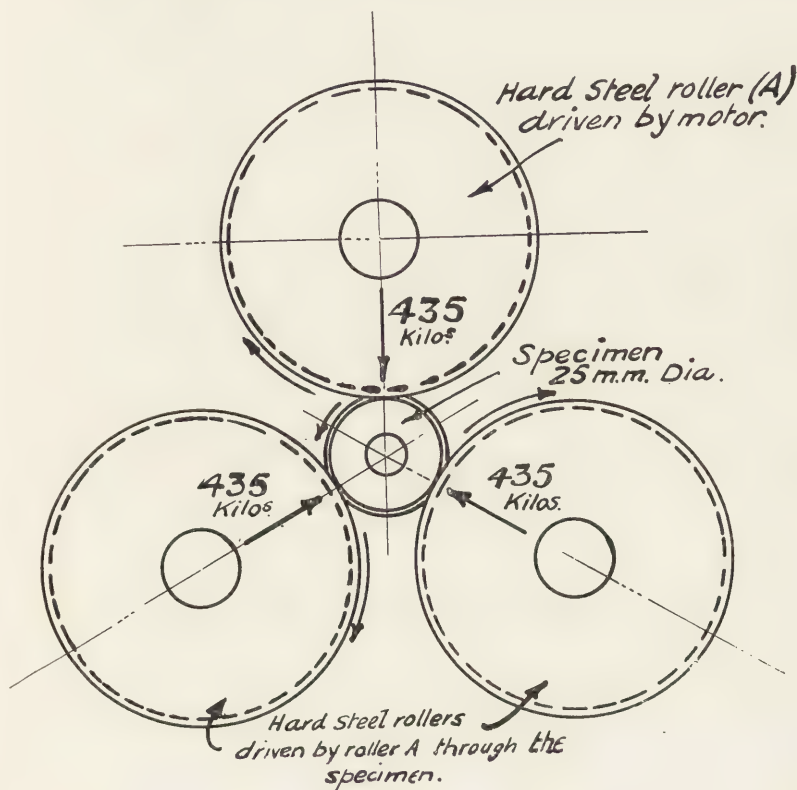 Hard Steel roller (A)
driven by motor.
435
Kilos.
Specimen
25 m.m. Dia.
435
Kilos.
435
Kilos.
Hard Steel rollers
driven by roller A through the
specimen.